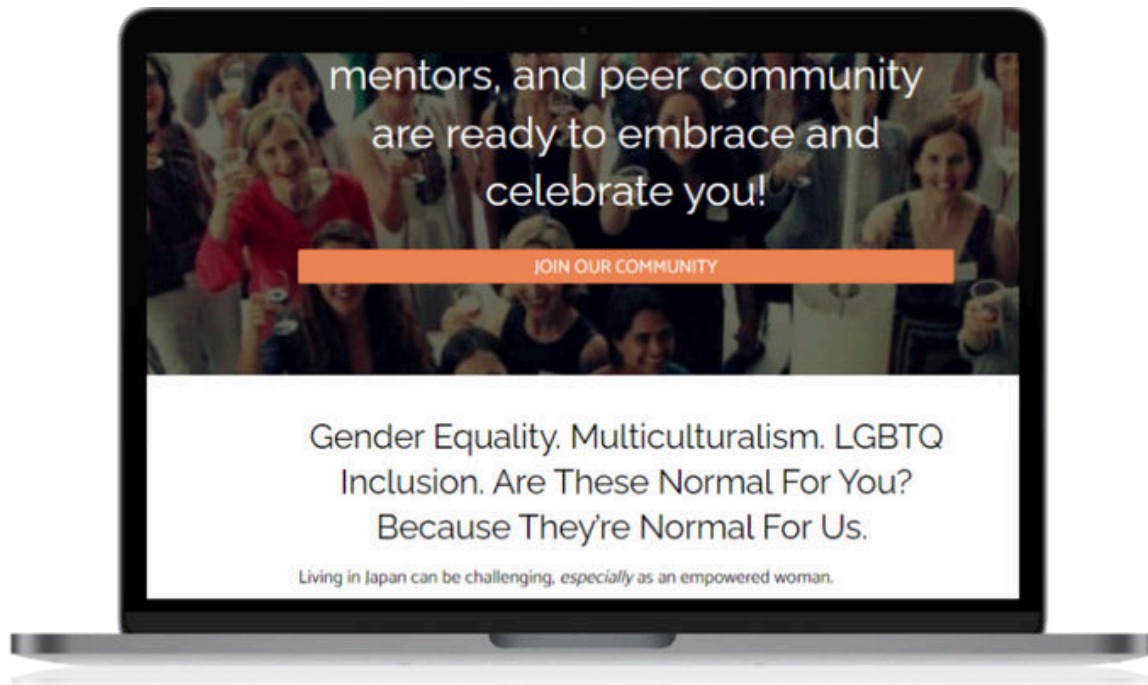 mentors, and peer community
are ready to embrace and
celebrate you!
JOIN OUR COMMUNITY
Gender Equality. Multiculturalism. LGBTQ
Inclusion. Are These Normal For You?
Because They’re Normal For Us.
Living in Japan can be challenging, especially as an empowered woman.